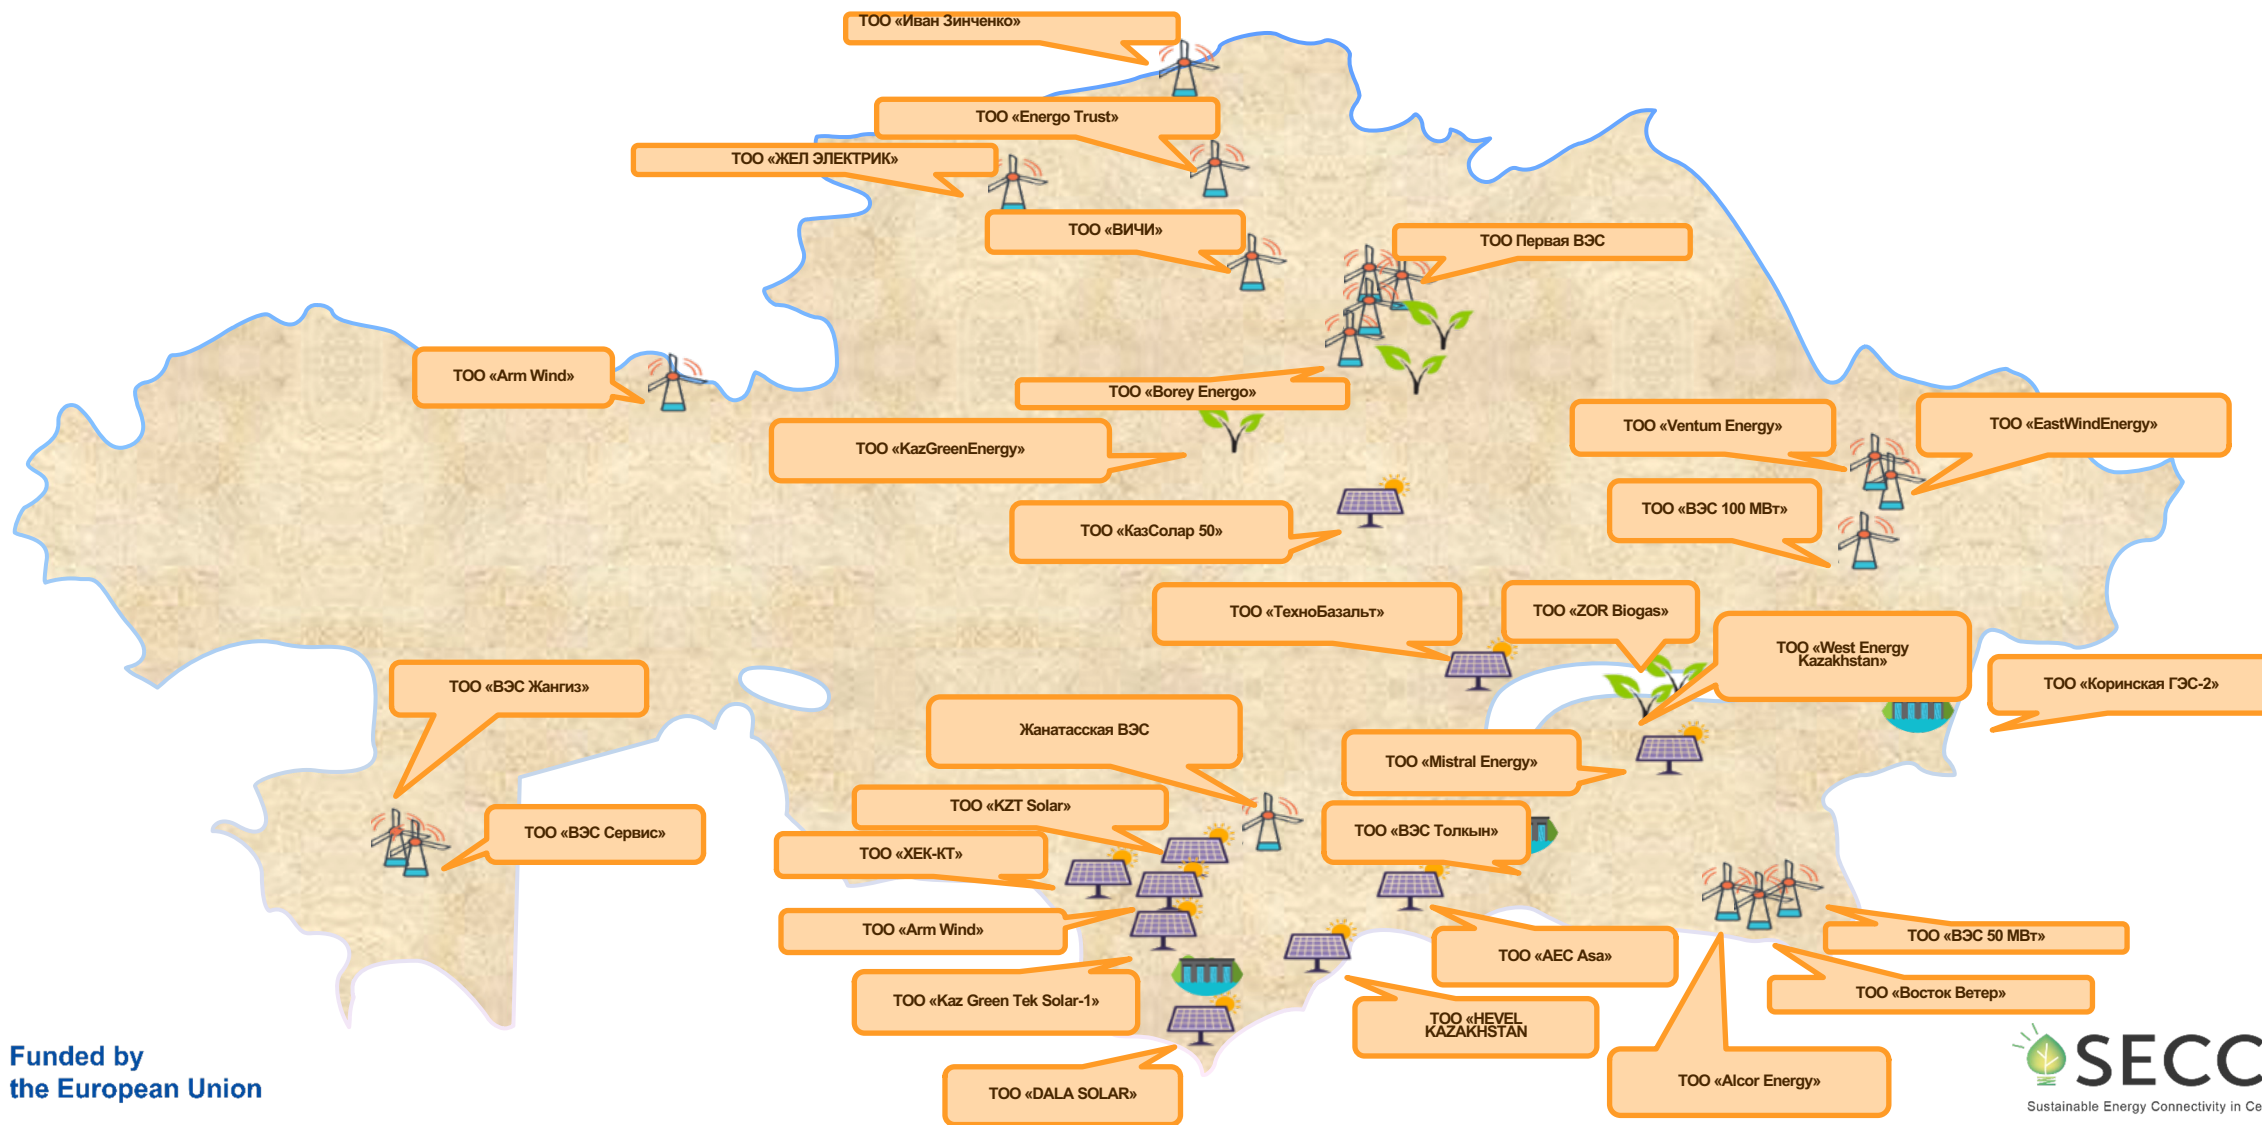 ТОО «Иван Зинченко»
ТОО «Energo Trust»
ТОО «ЖЕЛ ЭЛЕКТРИК»
ТОО «ВИЧИ»
ТОО Первая ВЭС
ТОО «Arm Wind»
ТОО «Borey Energo»
ТОО «KazGreenEnergy»
ТОО «Ventum Energy»
ТОО «EastWindEnergy»
ТОО «КазСолар 50»
ТОО «ВЭС 100 МВт»
ТОО «ТехноБазальт»
ТОО «ZOR Biogas»
ТОО «West Energy
Kazakhstan»
ТОО «Коринская ГЭС-2»
ТОО «ВЭС Жангиз»
Жанатасская ВЭС
ТОО «Mistral Energy»
ТОО «KZT Solar»
ТОО «ВЭС Сервис»
ТОО «ВЭС Толкын»
ТОО «ХЕК-КТ»
ТОО «Arm Wind»
ТОО «ВЭС 50 МВт»
ТОО «AEC Asa»
ТОО «Восток Ветер»
ТОО «Kaz Green Tek Solar-1»
ТОО «HEVEL
KAZAKHSTAN
ТОО «DALA SOLAR»
ТОО «Alcor Energy»
Funded by
the European Union
SECC
Sustainable Energy Connectivity in Ce